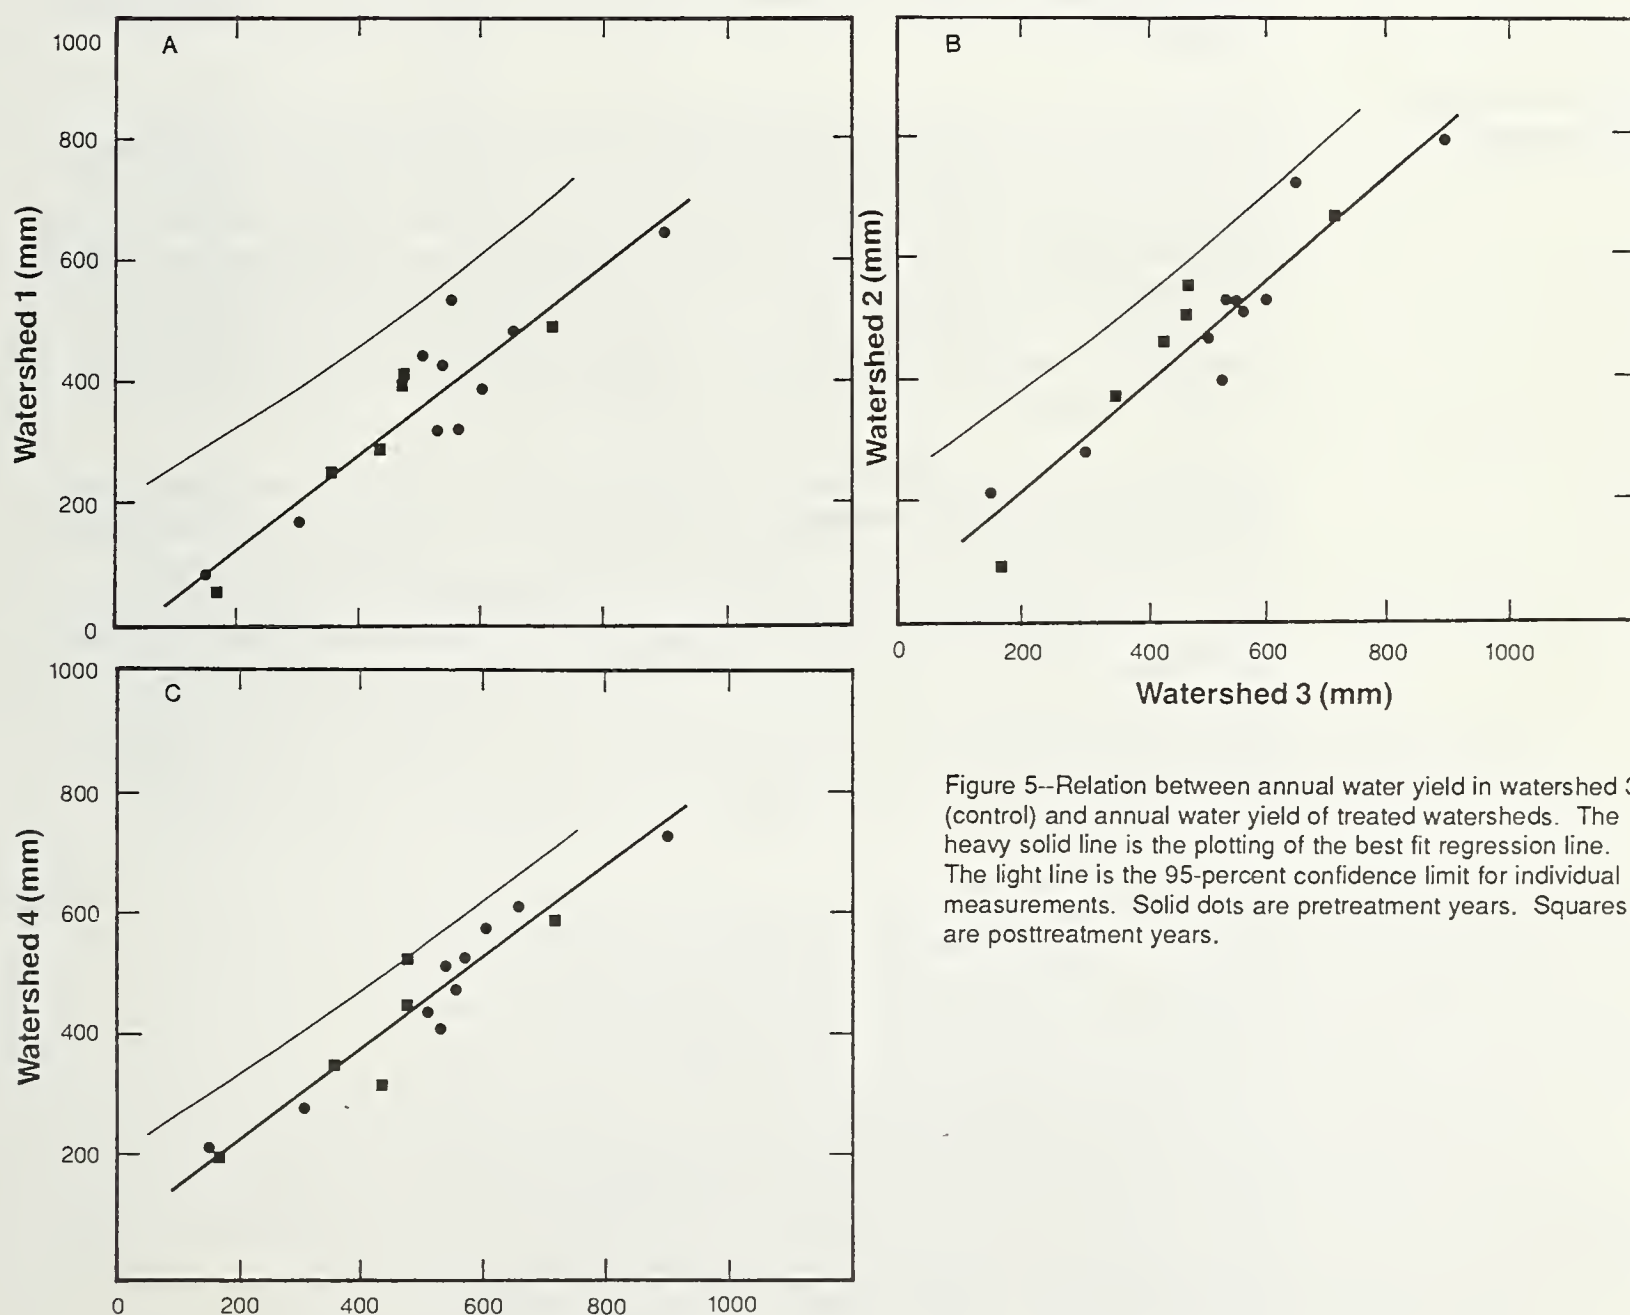 A
1000
800
600
400
200
0
Watershed 1 (mm)
B
Watershed 2 (mm)
0 200 400 600 800 1000
Watershed 3 (mm)
C
1000
800
600
400
200
Watershed 4 (mm)
0 200 400 600 800 1000
Figure 5--Relation between annual water yield in watershed 3
(control) and annual water yield of treated watersheds. The
heavy solid line is the plotting of the best fit regression line.
The light line is the 95-percent confidence limit for individual
measurements. Solid dots are pretreatment years. Squares
are posttreatment years.